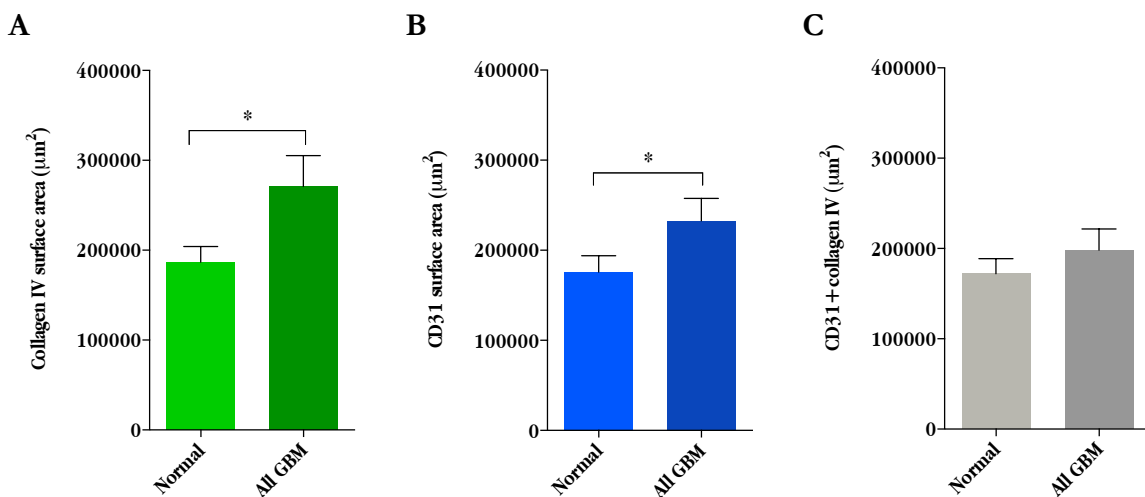 A
B
C
Collagen IV surface area (μm²)
400000
300000
200000
100000
0
*
Normal
All GBM
CD31 surface area (μm²)
400000
300000
200000
100000
0
*
Normal
All GBM
CD31+collagen IV (μm²)
400000
300000
200000
100000
0
Normal
All GBM